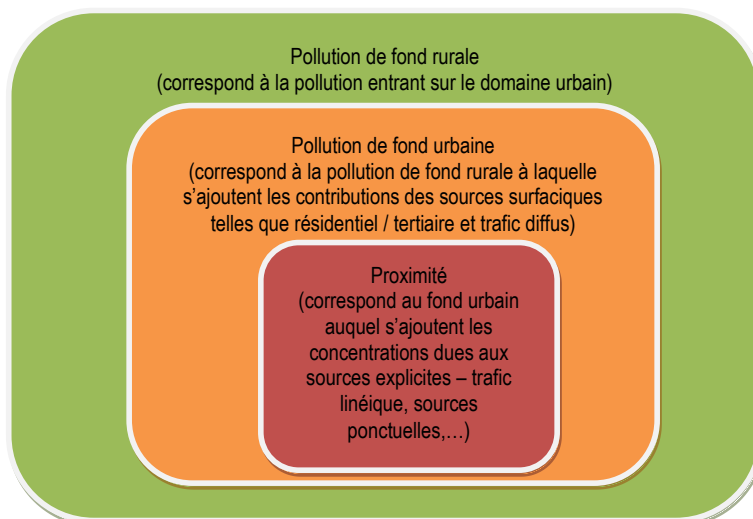 Pollution de fond rurale
(correspond à la pollution entrant sur le domaine urbain)
Pollution de fond urbaine
(correspond à la pollution de fond rurale à laquelle
s'ajoutent les contributions des sources surfaciques
telles que résidentiel / tertiaire et trafic diffus)
Proximité
(correspond au fond urbain
auquel s'ajoutent les
concentrations dues aux
sources explicites – trafic
linéique, sources
ponctuelles,…)